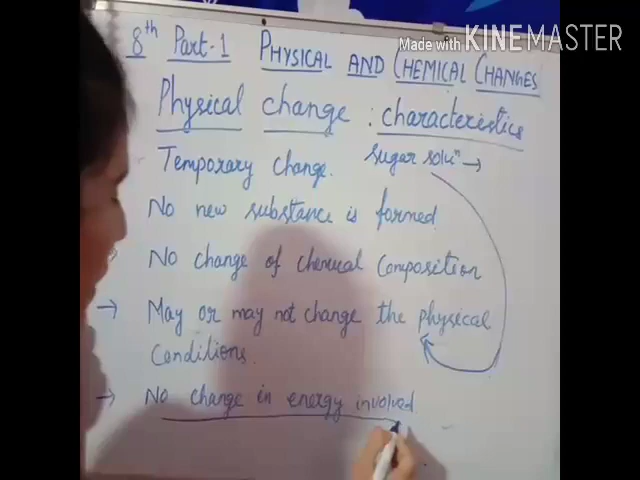 Made with KINEMASTER
8th Part-1 PHYSICAL AND CHEMICAL CHANGES
Physical change : characteristics
Temporary change. Sugar soluⁿ →
No new substance is formed
No change of chemical Composition
→ May or may not change the physical
Conditions.
→ No change in energy involved.